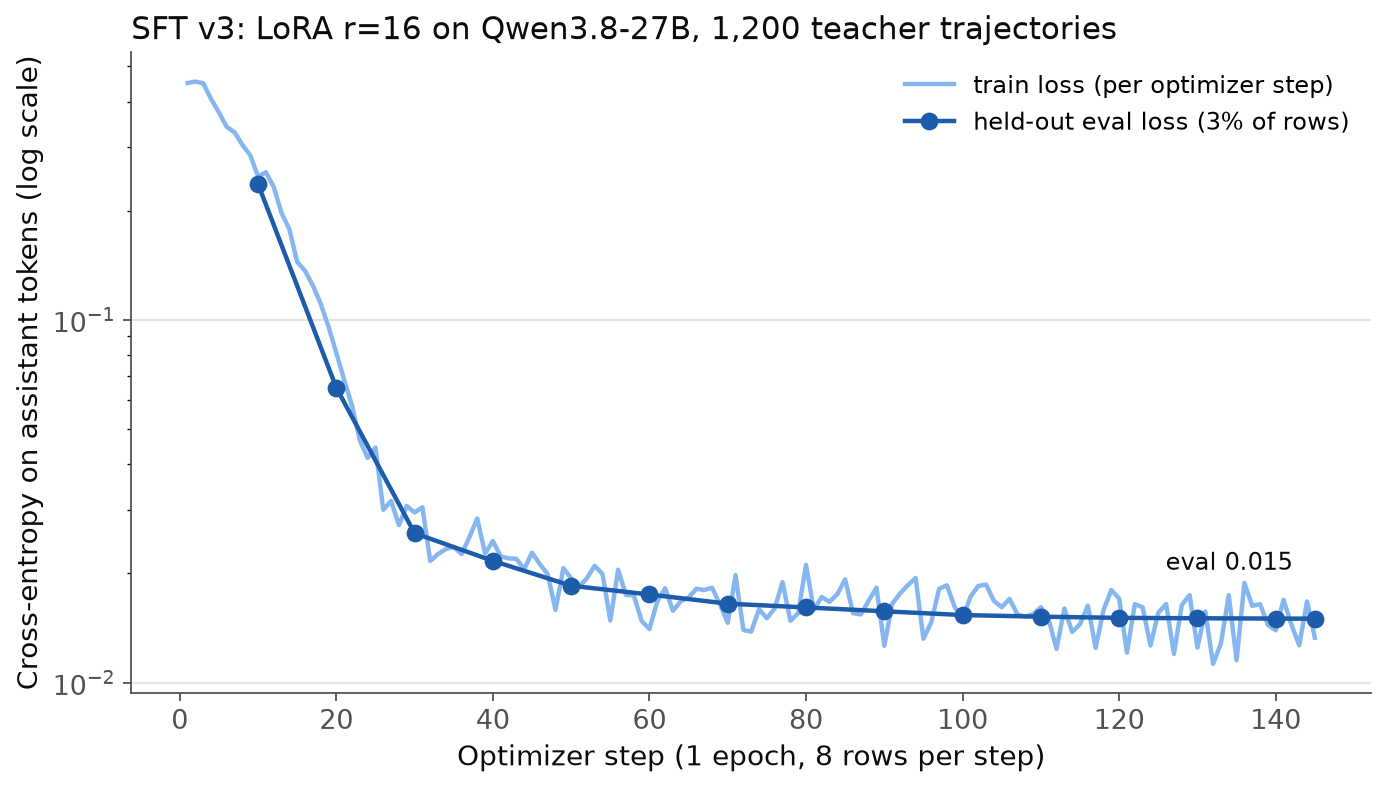 SFT v3: LoRA r=16 on Qwen3.8-27B, 1,200 teacher trajectories
Cross-entropy on assistant tokens (log scale)
train loss (per optimizer step)
held-out eval loss (3% of rows)
10⁻¹
eval 0.015
10⁻²
0 20 40 60 80 100 120 140
Optimizer step (1 epoch, 8 rows per step)